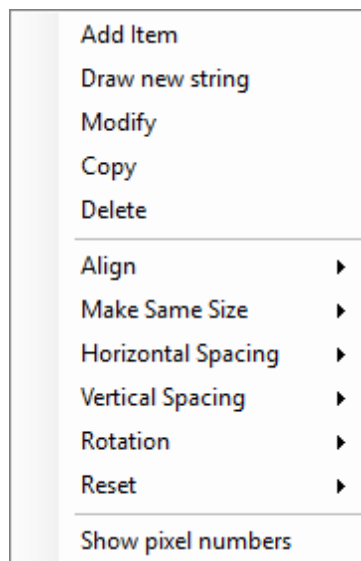 Add Item
Draw new string
Modify
Copy
Delete
Align
Make Same Size
Horizontal Spacing
Vertical Spacing
Rotation
Reset
Show pixel numbers